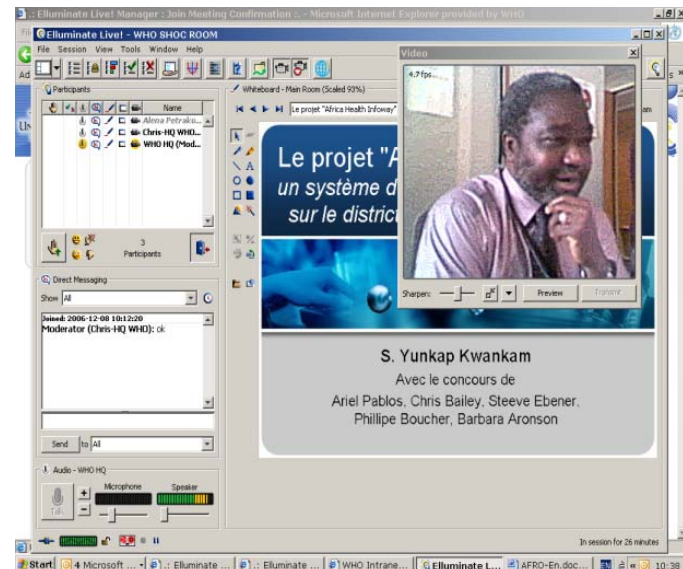 .: Elluminate Live! Manager : Join Meeting Confirmation :. - Microsoft Internet Explorer provided by WHO
Elluminate Live! - WHO SHOC ROOM
File Session View Tools Window Help
Participants
Name
Alena Petrako...
Chris-HQ WHO...
WHO HQ (Mod...
3
Participants
Direct Messaging
Show All
Joined: 2006-12-08 10:12:20
Moderator (Chris-HQ WHO): ok
Send to All
Audio - WHO HQ
Microphone Speaker
Talk
Whiteboard - Main Room (Scaled 93%)
Le projet "Africa Health Infoway"
Le projet "A
un système d
sur le district
S. Yunkap Kwankam
Avec le concours de
Ariel Pablos, Chris Bailey, Steeve Ebener,
Phillipe Boucher, Barbara Aronson
Video
4.7 fps
Sharpen: Preview Transmit
In session for 26 minutes
Start 4 Microsoft ... .: Elluminate ... .: Elluminate ... WHO Intrane... Elluminate L... AFRO-En.doc... 10:38